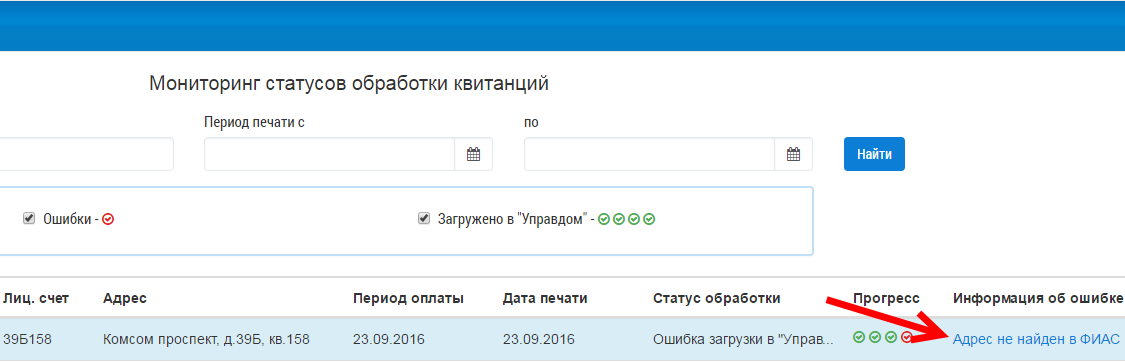 Мониторинг статусов обработки квитанций
Период печати с по
Найти
Ошибки - Загружено в "Управдом" -
Лиц. счет Адрес Период оплаты Дата печати Статус обработки Прогресс Информация об ошибке
39Б158 Комсом проспект, д.39Б, кв.158 23.09.2016 23.09.2016 Ошибка загрузки в "Управ... Адрес не найден в ФИАС